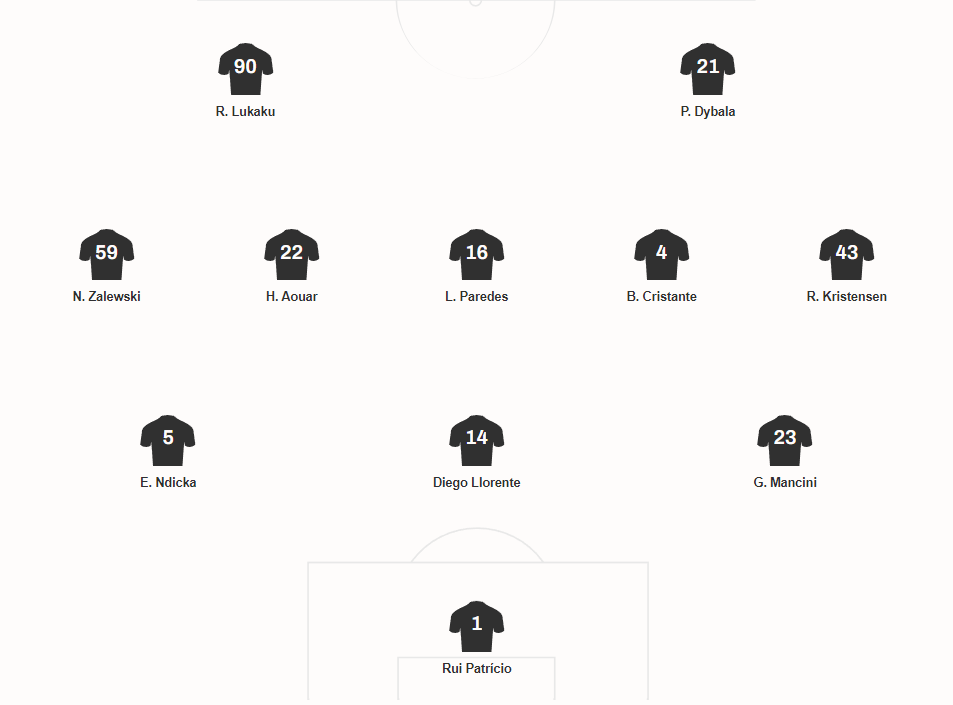 90
21
R. Lukaku
P. Dybala
59
22
16
4
43
N. Zalewski
H. Aouar
L. Paredes
B. Cristante
R. Kristensen
5
14
23
E. Ndicka
Diego Llorente
G. Mancini
1
Rui Patrício